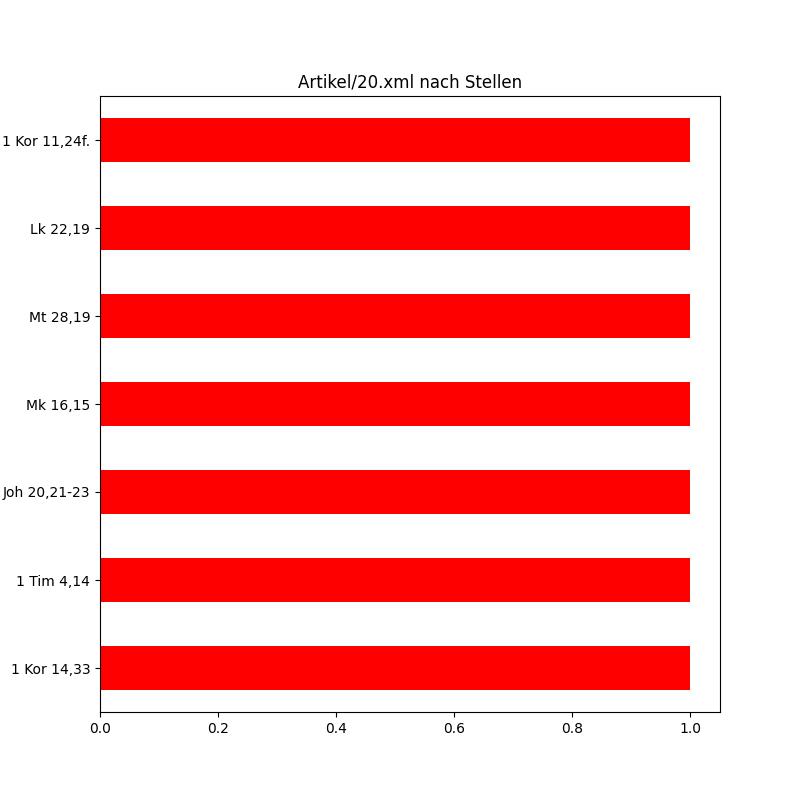 Artikel/20.xml nach Stellen
1 Kor 11,24f.
Lk 22,19
Mt 28,19
Mk 16,15
Joh 20,21-23
1 Tim 4,14
1 Kor 14,33
0.0 0.2 0.4 0.6 0.8 1.0